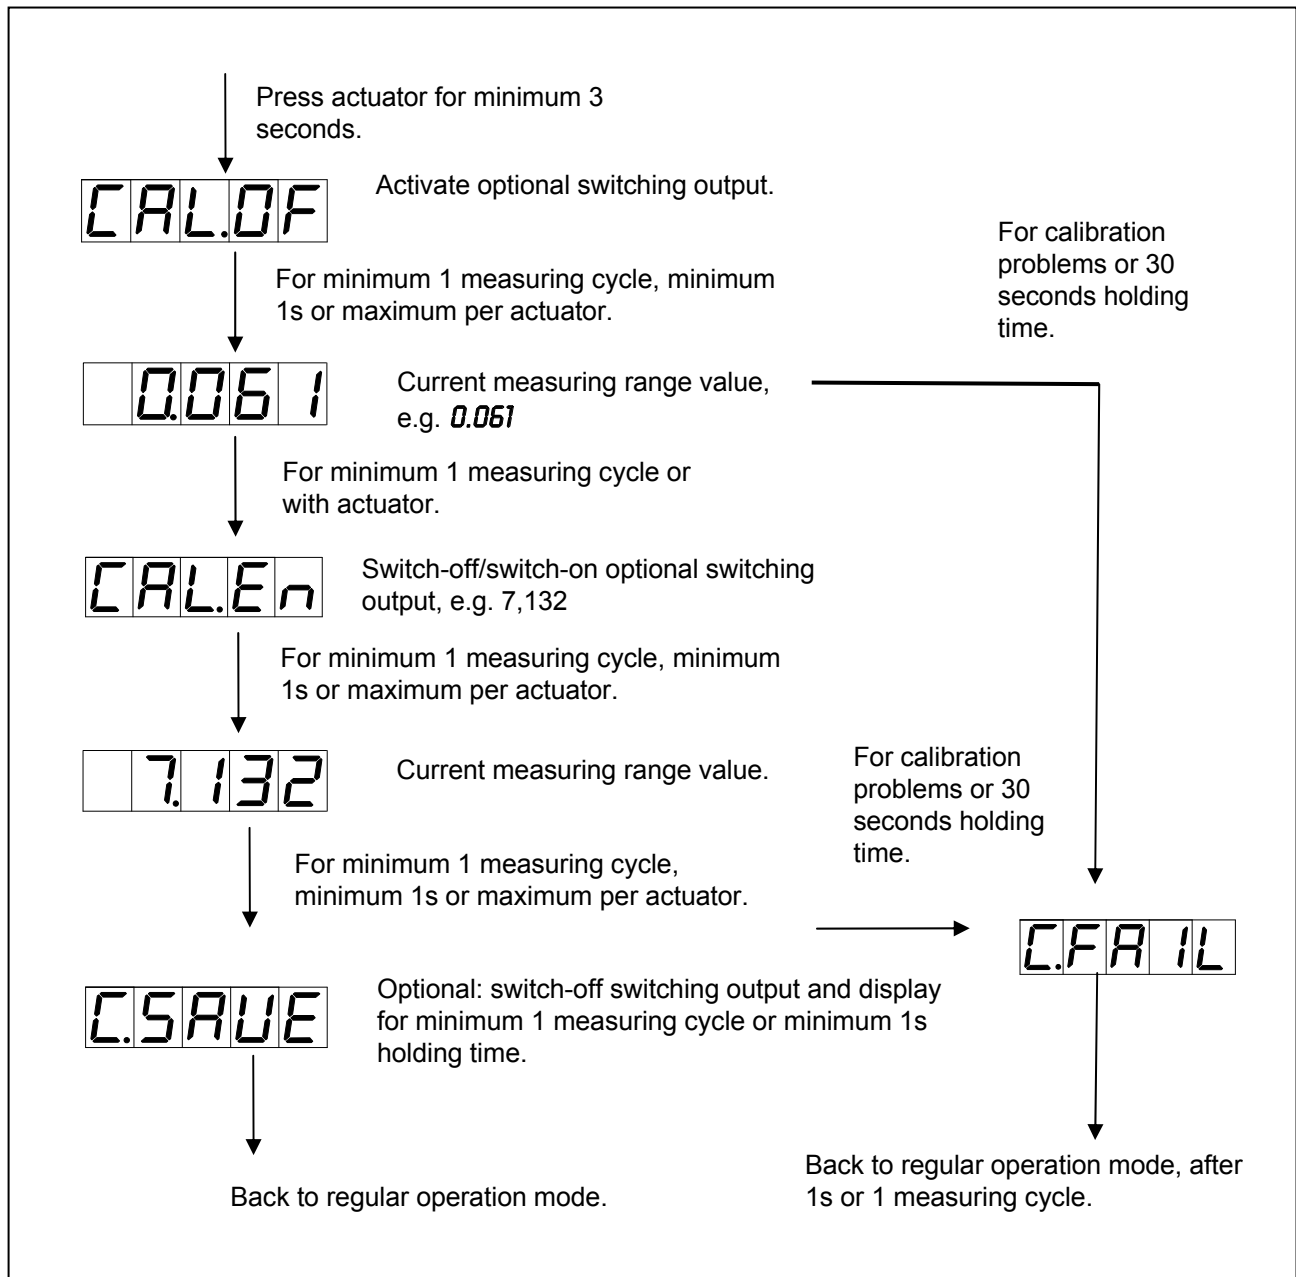 Press actuator for minimum 3
seconds.
CAL.OF
Activate optional switching output.
For minimum 1 measuring cycle, minimum
1s or maximum per actuator.
For calibration
problems or 30
seconds holding
time.
0.061
Current measuring range value,
e.g. 0.061
For minimum 1 measuring cycle or
with actuator.
CAL.En
Switch-off/switch-on optional switching
output, e.g. 7,132
For minimum 1 measuring cycle, minimum
1s or maximum per actuator.
7.132
Current measuring range value.
For calibration
problems or 30
seconds holding
time.
For minimum 1 measuring cycle,
minimum 1s or maximum per actuator.
C.FAIL
C.SAVE
Optional: switch-off switching output and display
for minimum 1 measuring cycle or minimum 1s
holding time.
Back to regular operation mode.
Back to regular operation mode, after
1s or 1 measuring cycle.